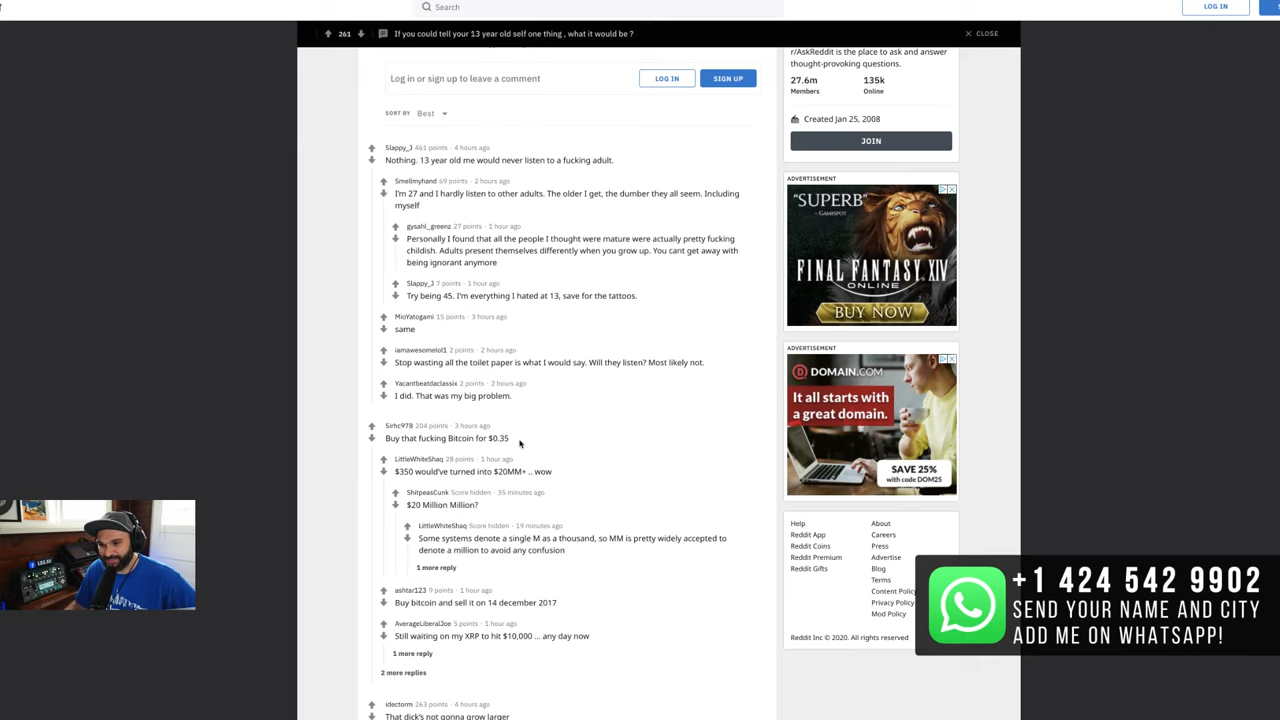 Search
LOG IN
261
If you could tell your 13 year old self one thing , what it would be ?
CLOSE
Log in or sign up to leave a comment
LOG IN
SIGN UP
SORT BY Best
Slappy_J 461 points · 4 hours ago
Nothing. 13 year old me would never listen to a fucking adult.
Smellmyhand 69 points · 2 hours ago
I'm 27 and I hardly listen to other adults. The older I get, the dumber they all seem. Including
myself
gysahl_greenz 27 points · 1 hour ago
Personally I found that all the people I thought were mature were actually pretty fucking
childish. Adults present themselves differently when you grow up. You cant get away with
being ignorant anymore
Slappy_J 7 points · 1 hour ago
Try being 45. I'm everything I hated at 13, save for the tattoos.
MioYatogami 15 points · 3 hours ago
same
iamawesomelol1 2 points · 2 hours ago
Stop wasting all the toilet paper is what I would say. Will they listen? Most likely not.
Yacantbeatdaclassix 2 points · 2 hours ago
I did. That was my big problem.
Sirhc978 204 points · 3 hours ago
Buy that fucking Bitcoin for $0.35
LittleWhiteShaq 28 points · 1 hour ago
$350 would've turned into $20MM+ .. wow
ShitpeasCunk Score hidden · 35 minutes ago
$20 Million Million?
LittleWhiteShaq Score hidden · 19 minutes ago
Some systems denote a single M as a thousand, so MM is pretty widely accepted to
denote a million to avoid any confusion
1 more reply
ashtar123 9 points · 1 hour ago
Buy bitcoin and sell it on 14 december 2017
AverageLiberalJoe 5 points · 1 hour ago
Still waiting on my XRP to hit $10,000 ... any day now
1 more reply
2 more replies
idectorm 263 points · 4 hours ago
That dick's not gonna grow larger
r/AskReddit is the place to ask and answer
thought-provoking questions.
27.6m 135k
Members Online
Created Jan 25, 2008
JOIN
ADVERTISEMENT
"SUPERB"
- GAMESPOT
FINAL FANTASY XIV
ONLINE
BUY NOW
ADVERTISEMENT
DOMAIN.COM
It all starts with
a great domain.
SAVE 25%
with code DOM25
Help About
Reddit App Careers
Reddit Coins Press
Reddit Premium Advertise
Reddit Gifts Blog
Terms
Content Policy
Privacy Policy
Mod Policy
Reddit Inc © 2020. All rights reserved
+1 424 542 9902
SEND YOUR NAME AND CITY
ADD ME ON WHATSAPP!